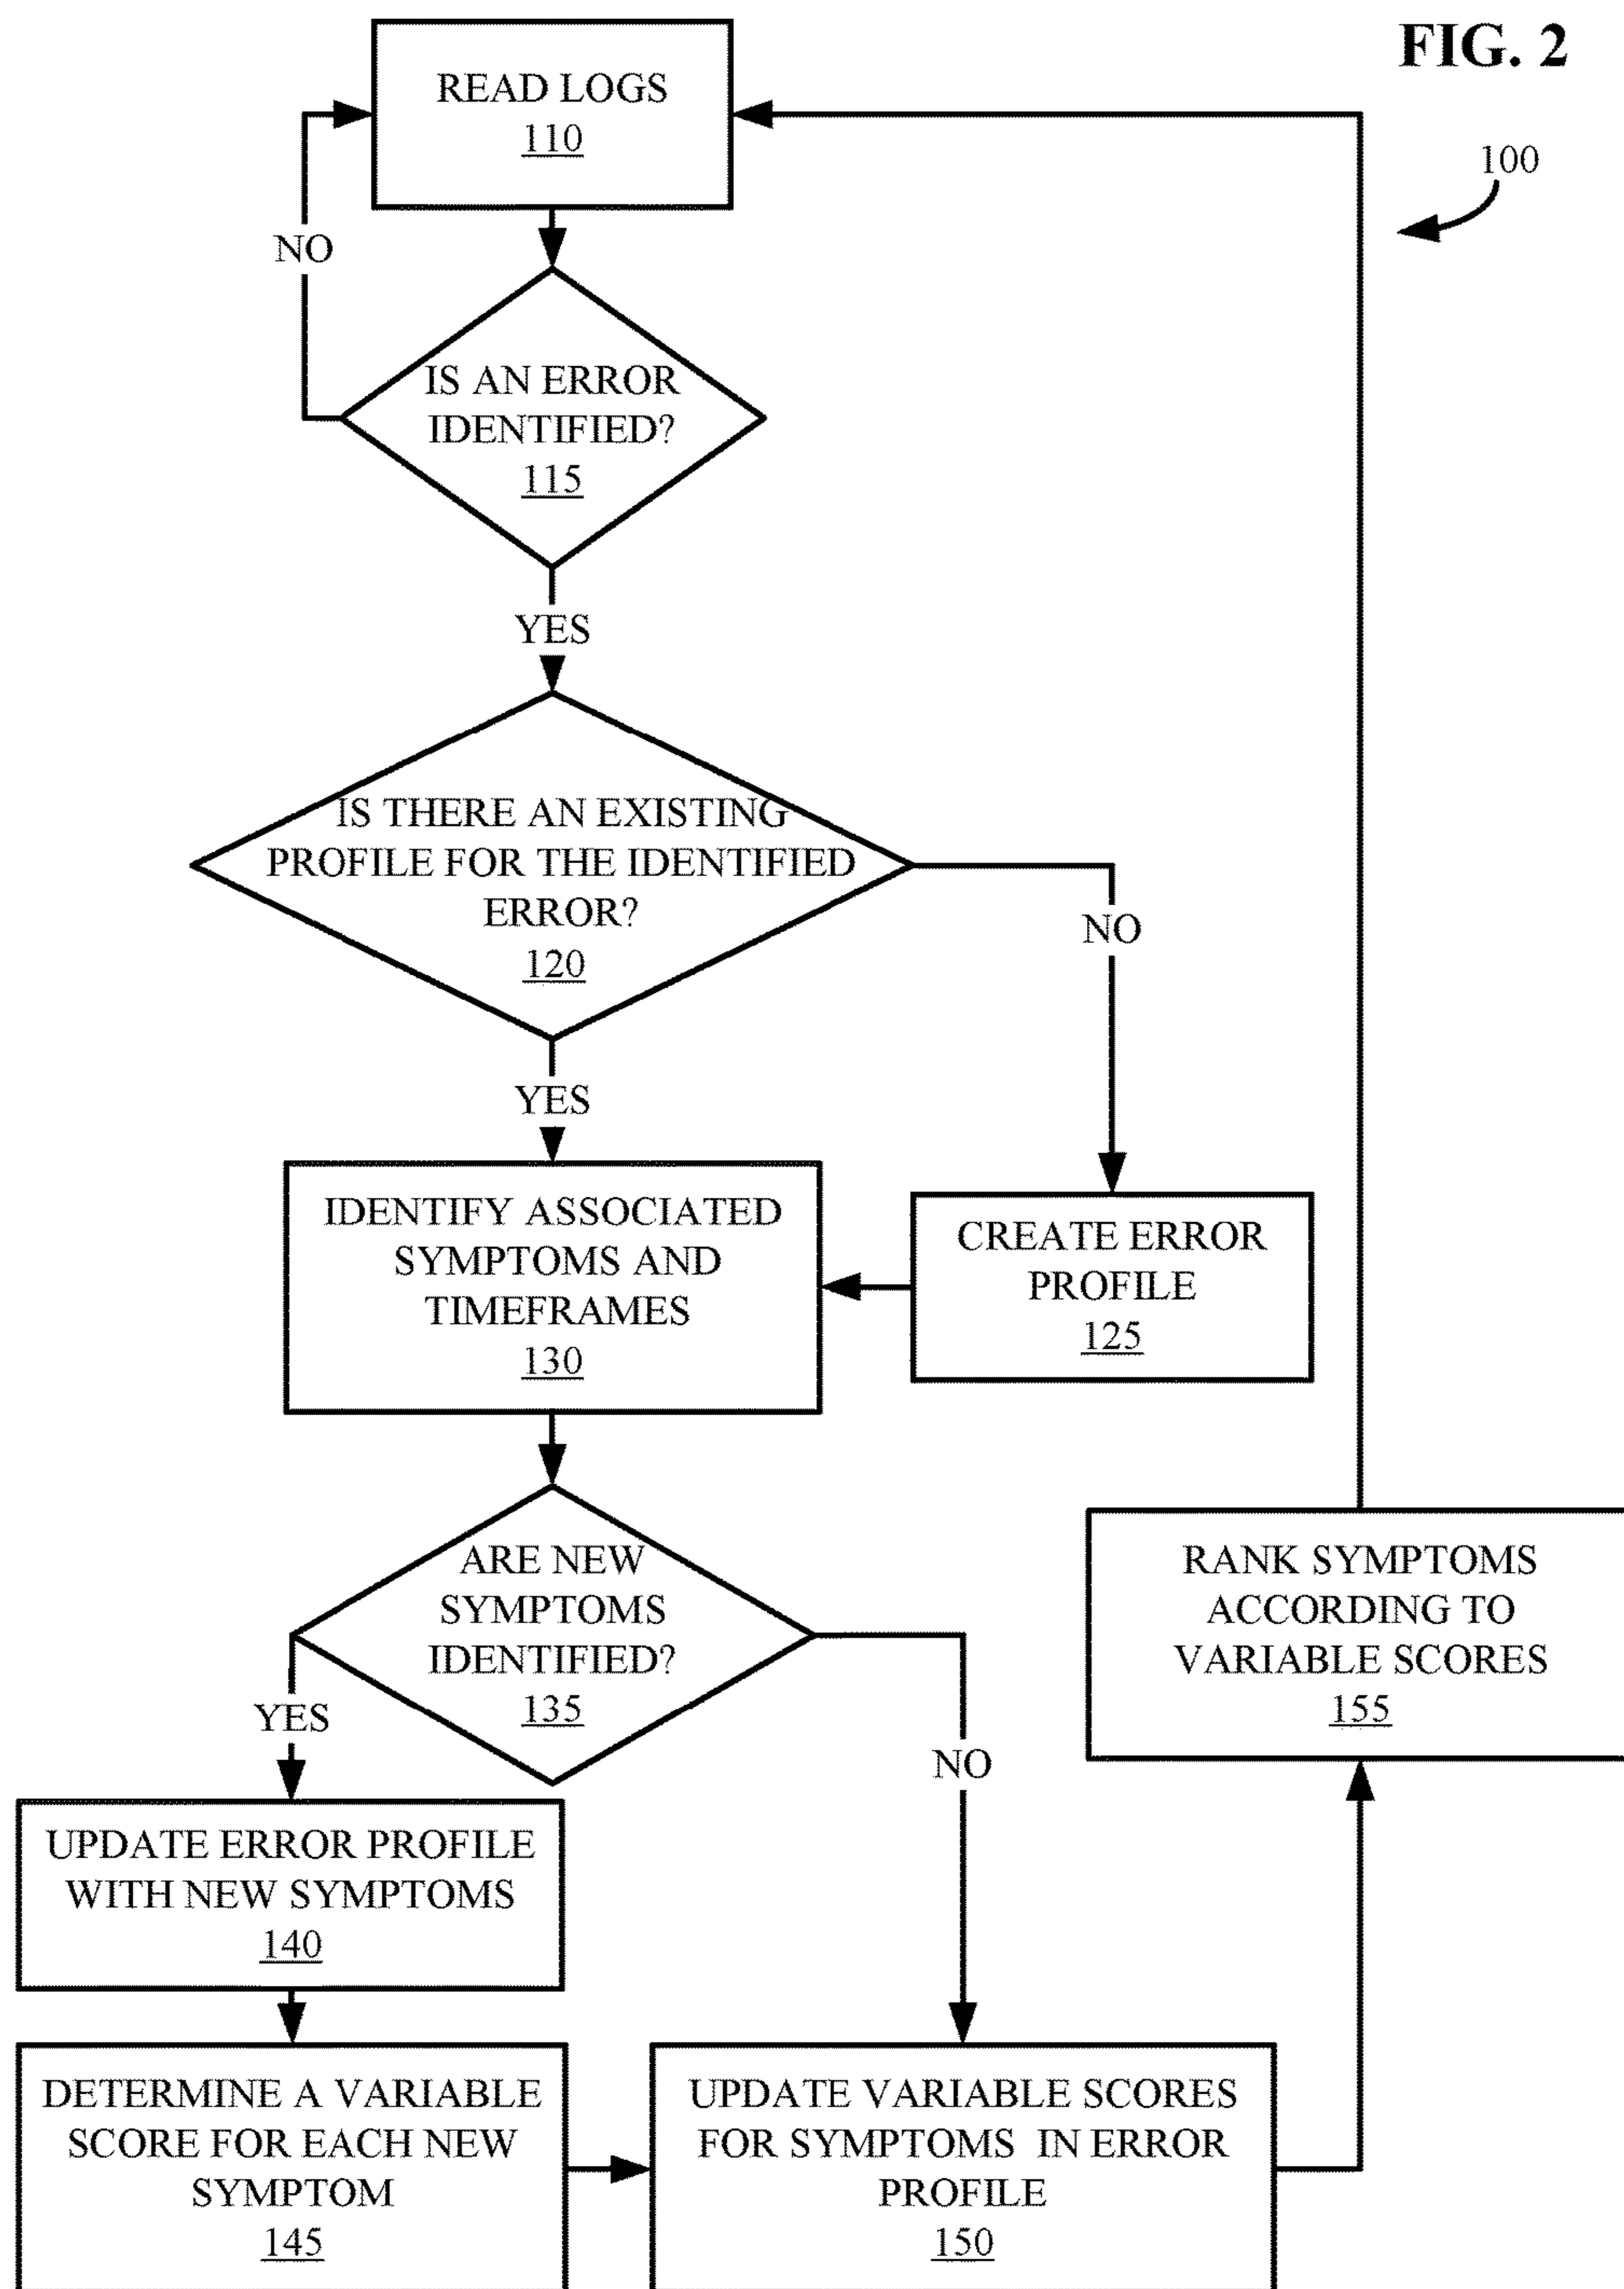 FIG. 2
READ LOGS
110
100
NO
IS AN ERROR
IDENTIFIED?
115
YES
IS THERE AN EXISTING
PROFILE FOR THE IDENTIFIED
ERROR?
120
NO
YES
IDENTIFY ASSOCIATED
SYMPTOMS AND
TIMEFRAMES
130
CREATE ERROR
PROFILE
125
ARE NEW
SYMPTOMS
IDENTIFIED?
135
YES
NO
RANK SYMPTOMS
ACCORDING TO
VARIABLE SCORES
155
UPDATE ERROR PROFILE
WITH NEW SYMPTOMS
140
DETERMINE A VARIABLE
SCORE FOR EACH NEW
SYMPTOM
145
UPDATE VARIABLE SCORES
FOR SYMPTOMS IN ERROR
PROFILE
150